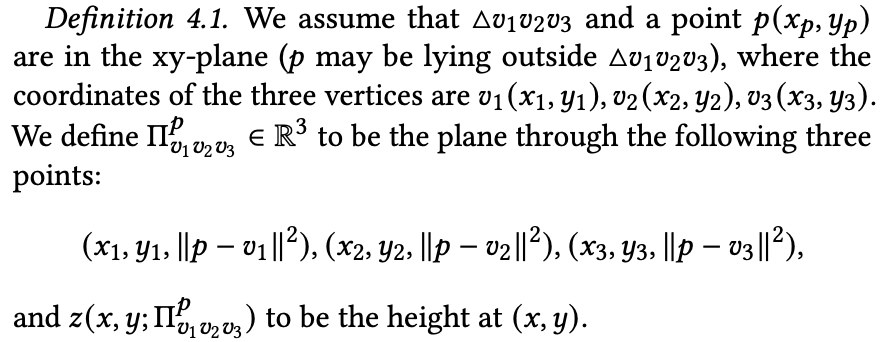 Definition 4.1. We assume that △v₁v₂v₃ and a point p(xₚ, yₚ)
are in the xy-plane (p may be lying outside △v₁v₂v₃), where the
coordinates of the three vertices are v₁(x₁, y₁), v₂(x₂, y₂), v₃(x₃, y₃).
We define Π^p_{v₁v₂v₃} ∈ ℝ³ to be the plane through the following three
points:
(x₁, y₁, ‖p − v₁‖²), (x₂, y₂, ‖p − v₂‖²), (x₃, y₃, ‖p − v₃‖²),
and z(x, y; Π^p_{v₁v₂v₃}) to be the height at (x, y).